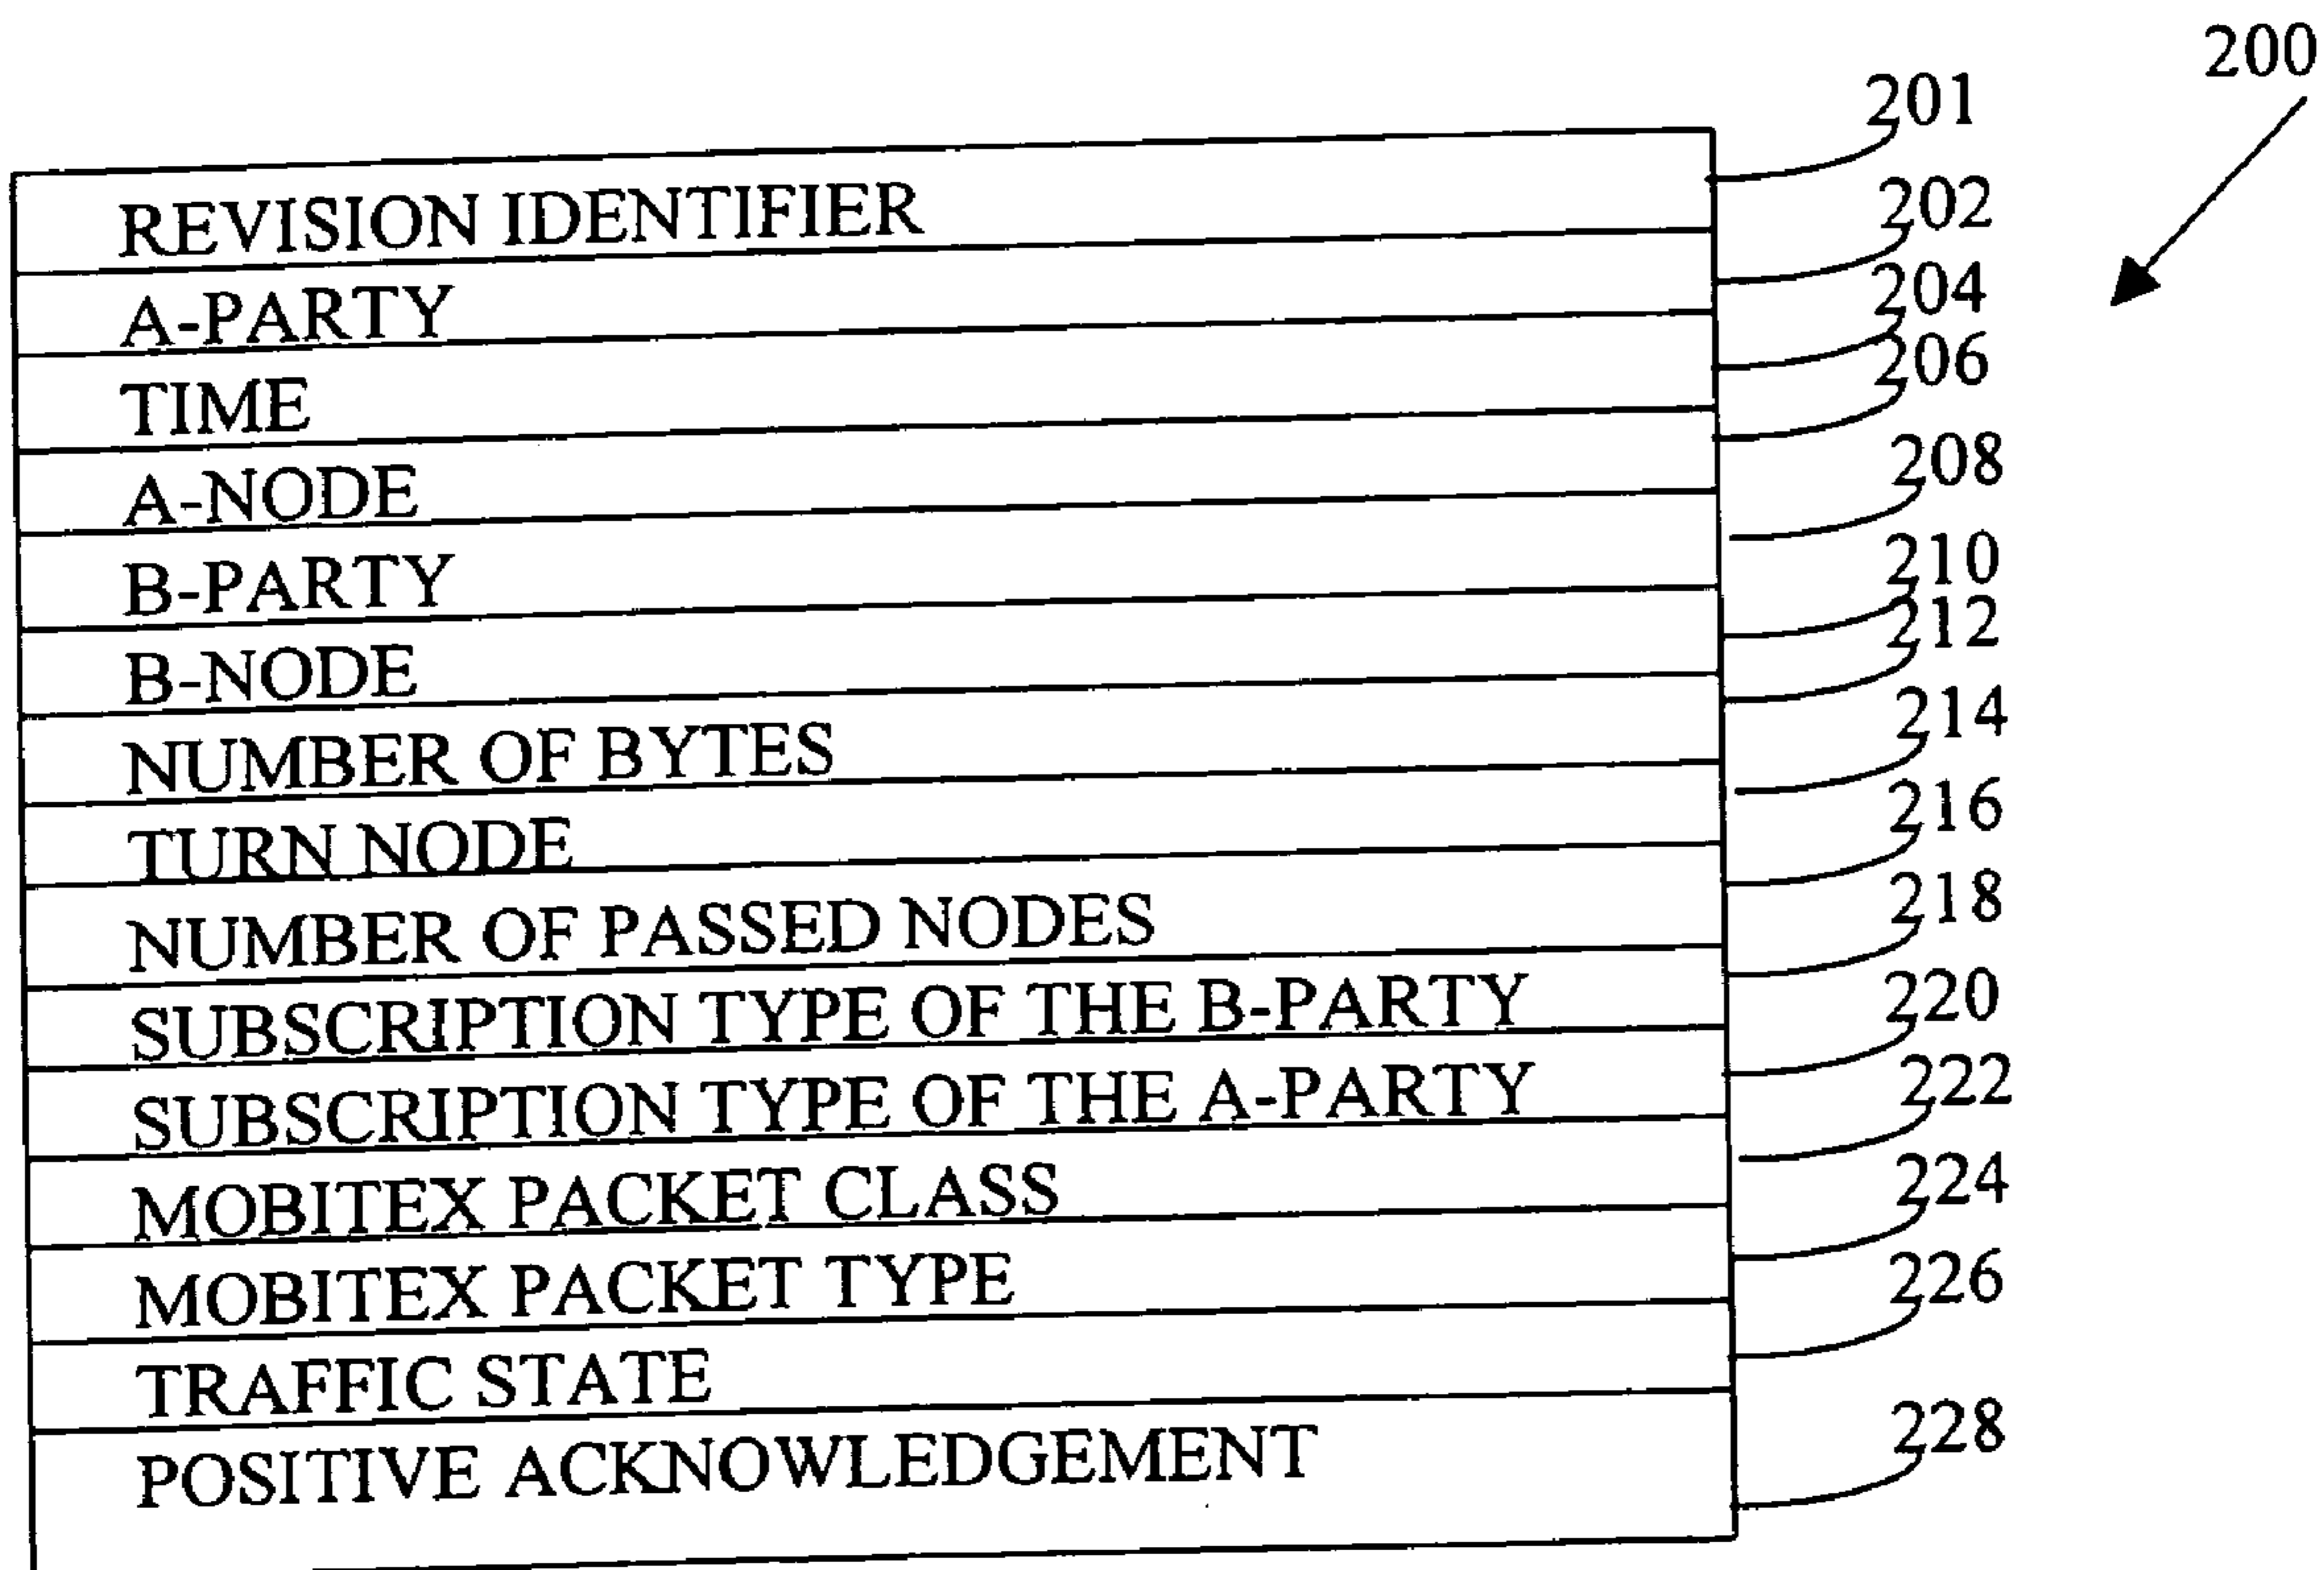 200
REVISION IDENTIFIER 201
A-PARTY 202
TIME 204
A-NODE 206
B-PARTY 208
B-NODE 210
NUMBER OF BYTES 212
TURN NODE 214
NUMBER OF PASSED NODES 216
SUBSCRIPTION TYPE OF THE B-PARTY 218
SUBSCRIPTION TYPE OF THE A-PARTY 220
MOBITEX PACKET CLASS 222
MOBITEX PACKET TYPE 224
TRAFFIC STATE 226
POSITIVE ACKNOWLEDGEMENT 228